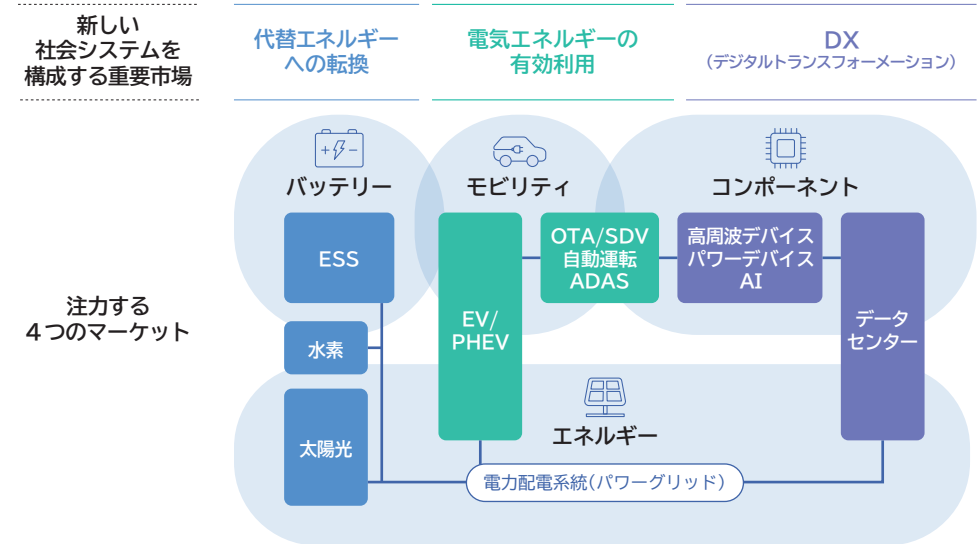 新しい
社会システムを
構成する重要市場
代替エネルギー
への転換
電気エネルギーの
有効利用
DX
（デジタルトランスフォーメーション）
注力する
4つのマーケット
+ −
バッテリー
モビリティ
コンポーネント
ESS
水素
太陽光
EV/
PHEV
OTA/SDV
自動運転
ADAS
高周波デバイス
パワーデバイス
AI
データ
センター
エネルギー
電力配電系統（パワーグリッド）